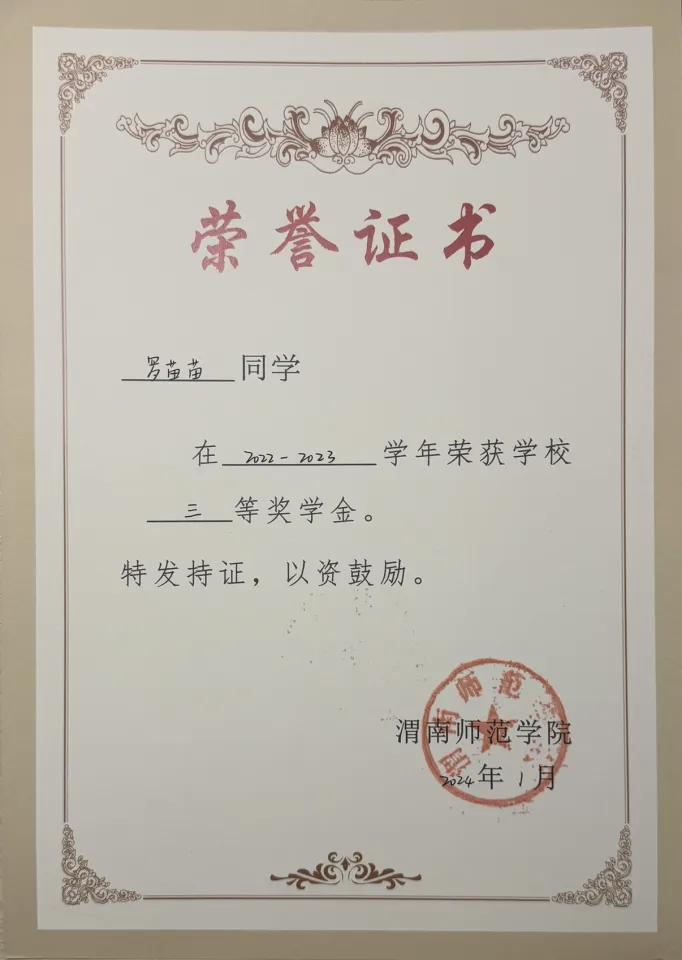 荣誉证书
罗苗苗 同学
在 2022-2023 学年荣获学校
三 等奖学金。
特发持证，以资鼓励。
渭南师范学院
2024年1月